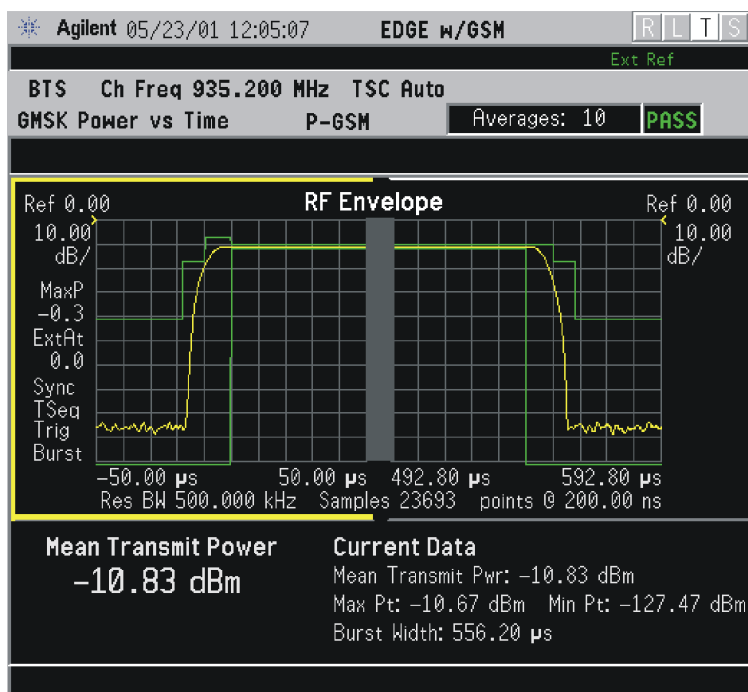 Agilent 05/23/01 12:05:07 EDGE w/GSM R L T S
Ext Ref
BTS Ch Freq 935.200 MHz TSC Auto
GMSK Power vs Time P-GSM Averages: 10 PASS
Ref 0.00 RF Envelope Ref 0.00
10.00 10.00
dB/ dB/
MaxP
-0.3
ExtAt
0.0
Sync
TSeq
Trig
Burst
-50.00 µs 50.00 µs 492.80 µs 592.80 µs
Res BW 500.000 kHz Samples 23693 points @ 200.00 ns
Mean Transmit Power Current Data
-10.83 dBm Mean Transmit Pwr: -10.83 dBm
Max Pt: -10.67 dBm Min Pt: -127.47 dBm
Burst Width: 556.20 µs